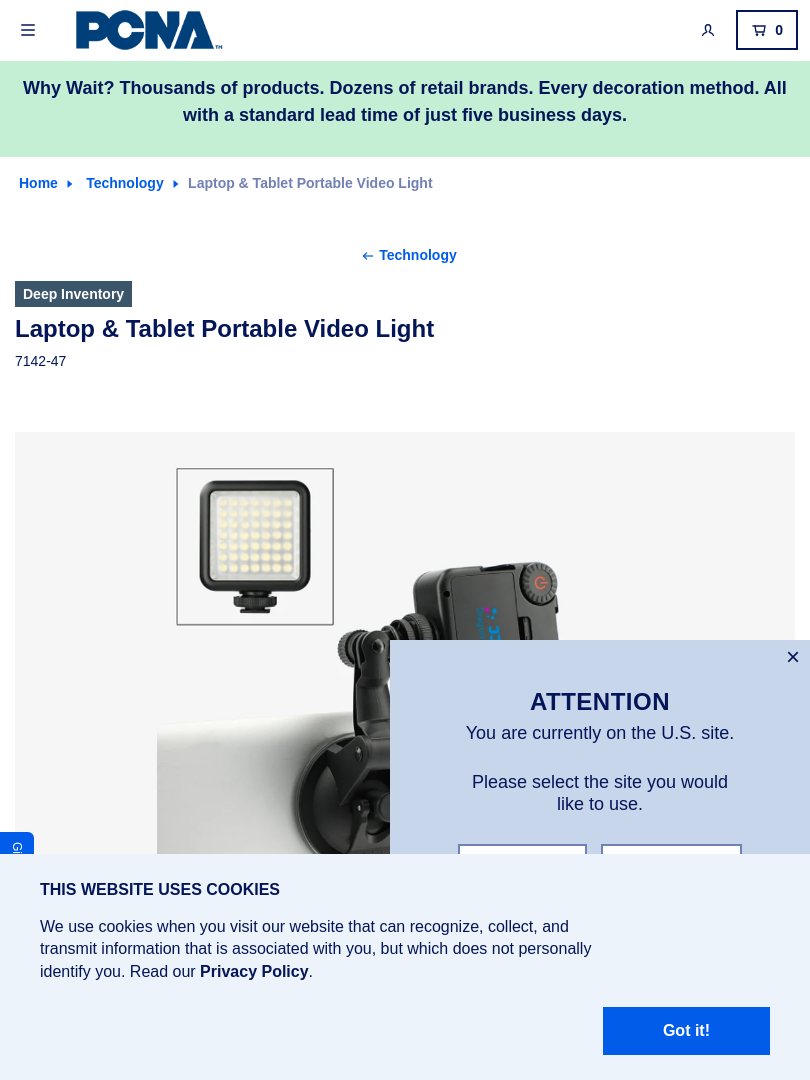 PCNA™
0
Why Wait? Thousands of products. Dozens of retail brands. Every decoration method. All
with a standard lead time of just five business days.
Home Technology Laptop & Tablet Portable Video Light
Technology
Deep Inventory
Laptop & Tablet Portable Video Light
7142-47
ATTENTION
You are currently on the U.S. site.
Please select the site you would
like to use.
THIS WEBSITE USES COOKIES
We use cookies when you visit our website that can recognize, collect, and
transmit information that is associated with you, but which does not personally
identify you. Read our Privacy Policy.
Got it!